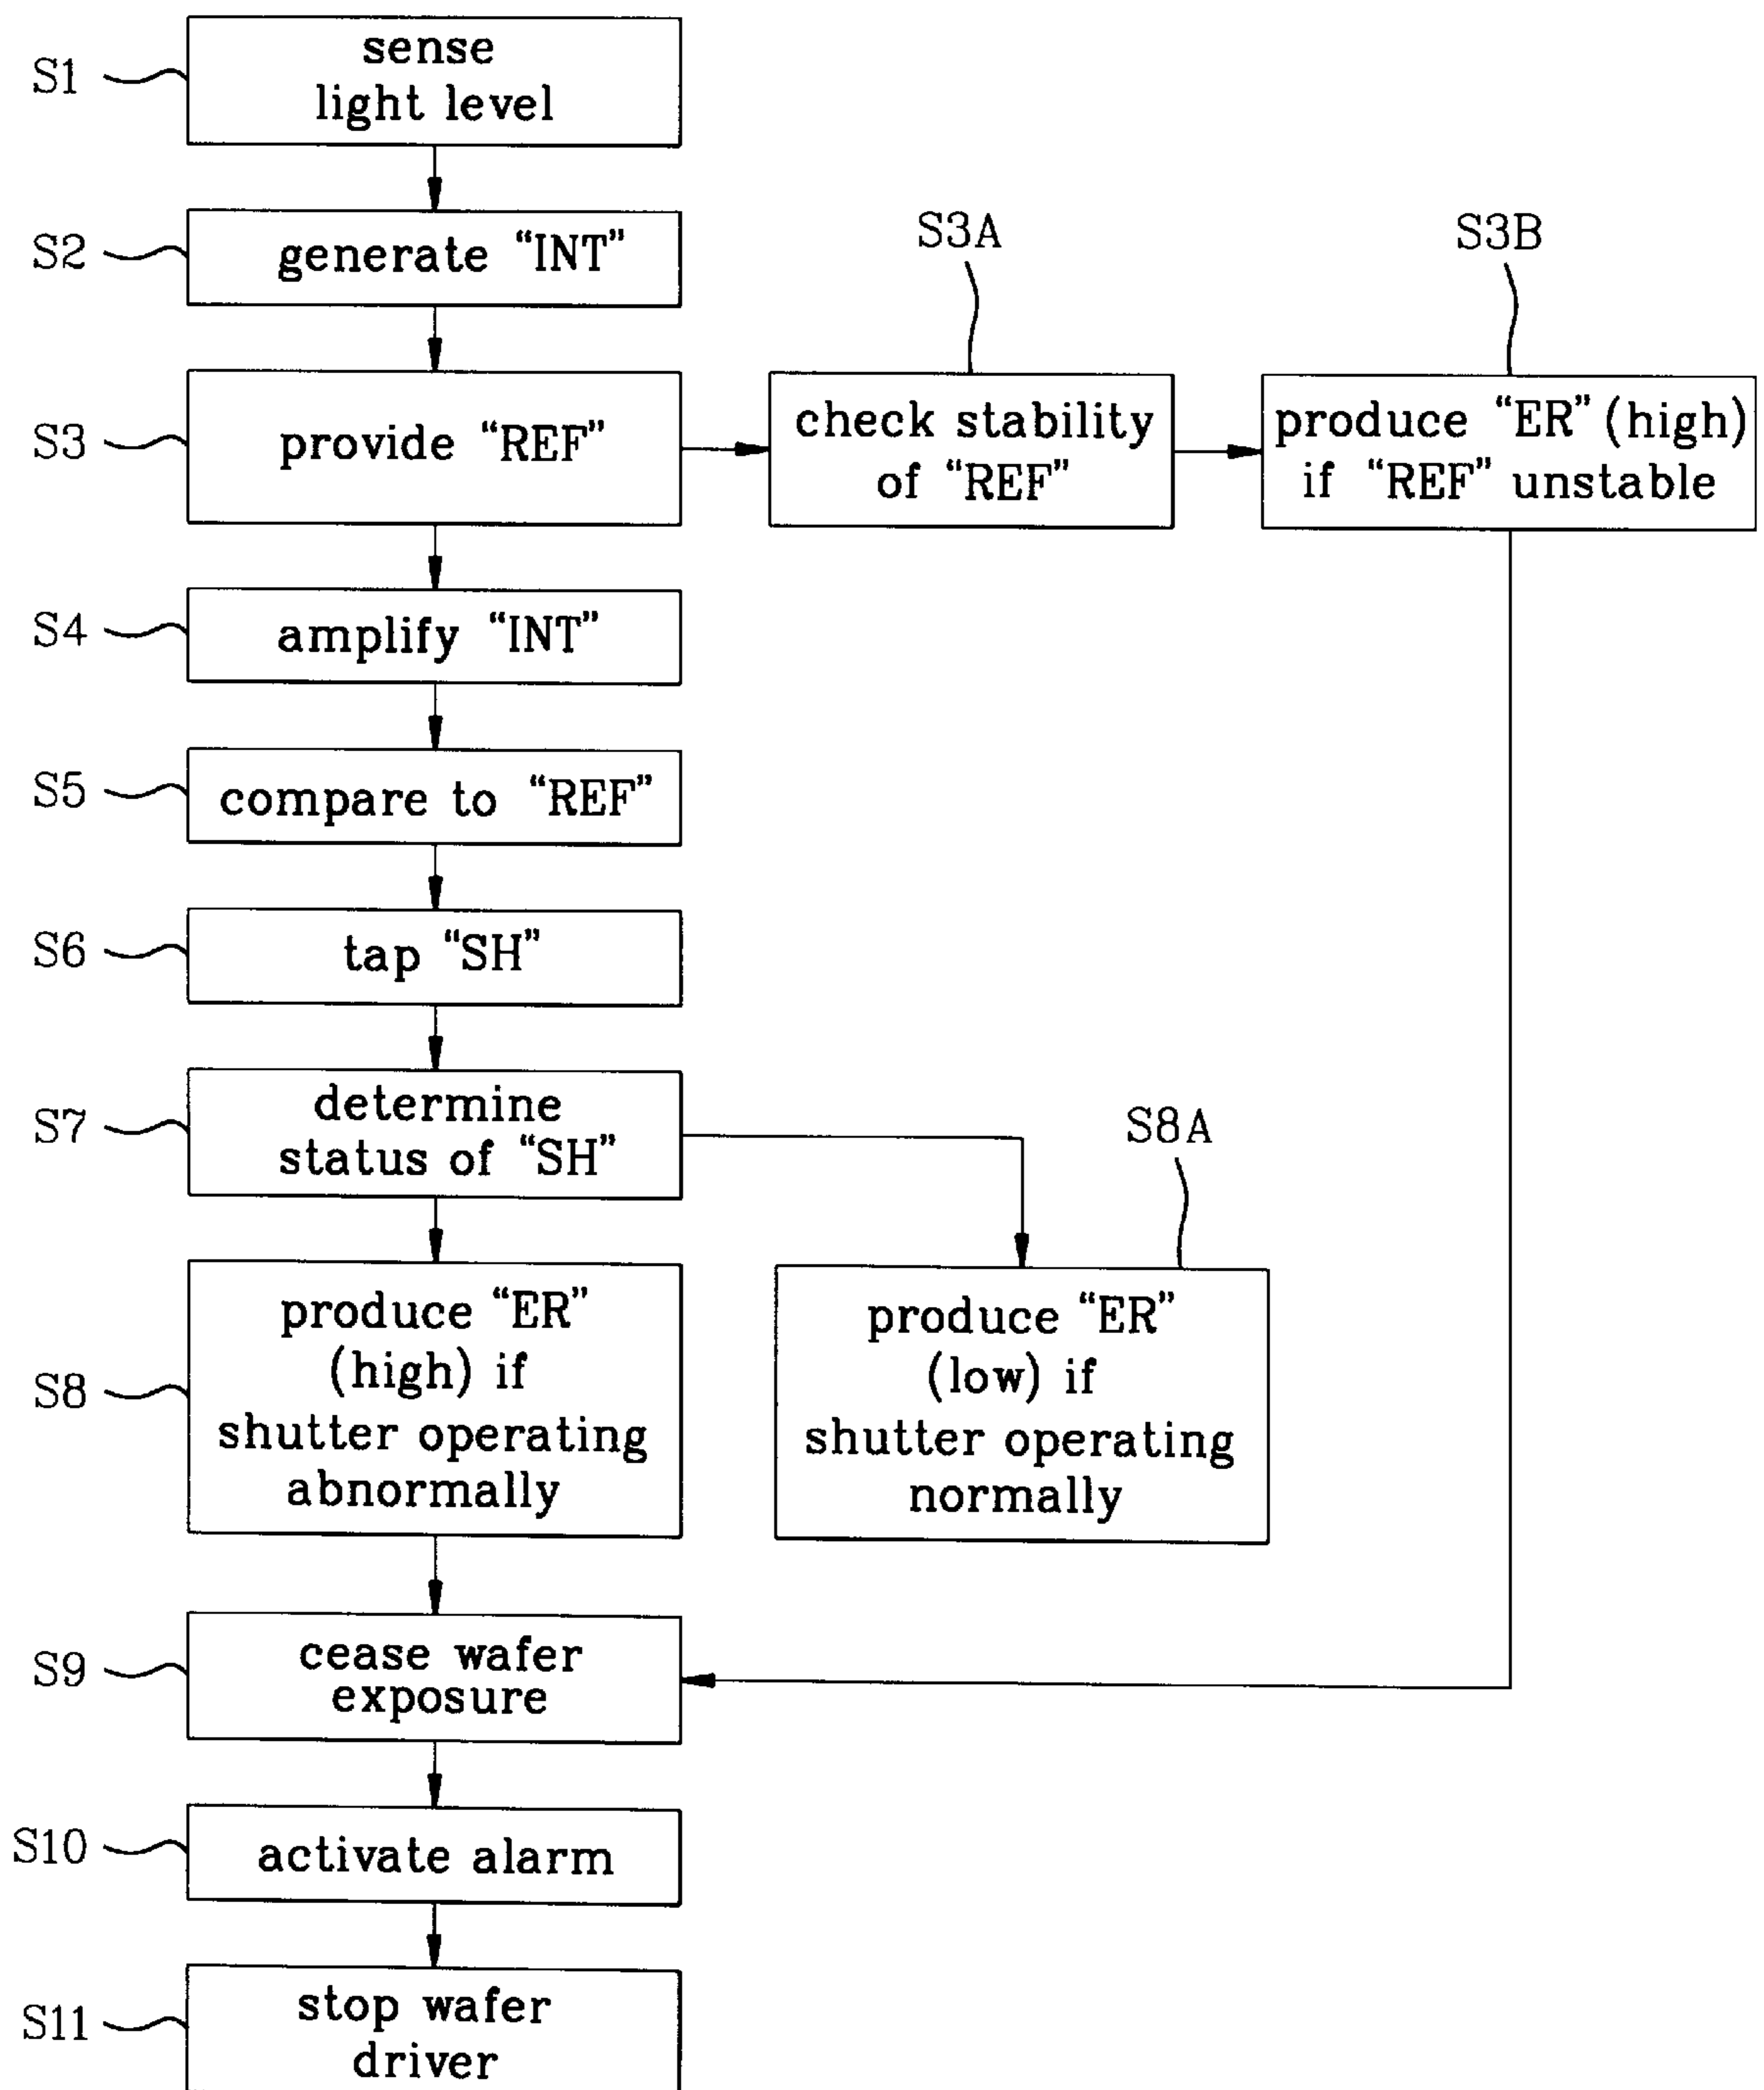 S1
sense
light level
S2
generate “INT”
S3A
S3B
S3
provide “REF”
check stability
of “REF”
produce “ER” (high)
if “REF” unstable
S4
amplify “INT”
S5
compare to “REF”
S6
tap “SH”
S7
determine
status of “SH”
S8A
S8
produce “ER”
(high) if
shutter operating
abnormally
produce “ER”
(low) if
shutter operating
normally
S9
cease wafer
exposure
S10
activate alarm
S11
stop wafer
driver